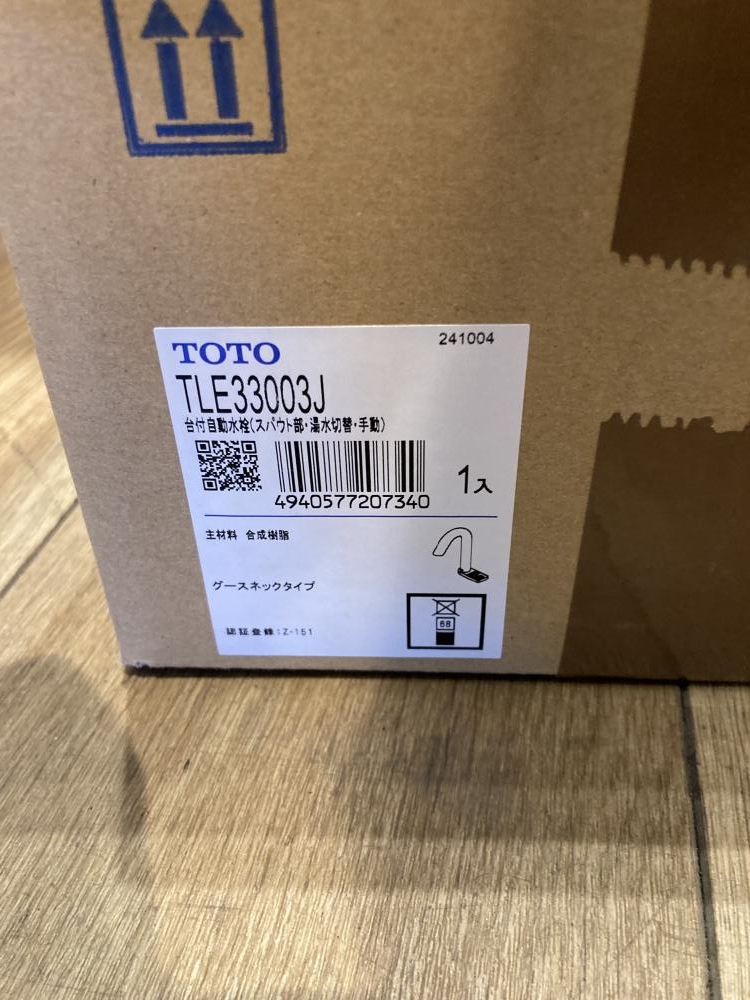 TOTO
241004
TLE33003J
台付自動水栓(スパウト部・湯水切替・手動)
4940577207340
1入
主材料 合成樹脂
グースネックタイプ
68
認証登録:Z-151